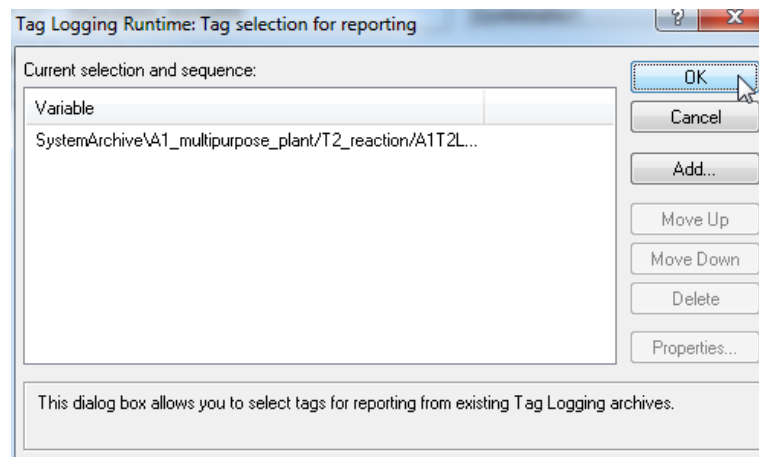 Tag Logging Runtime: Tag selection for reporting
?
X
Current selection and sequence:
OK
Variable
Cancel
SystemArchive\A1_multipurpose_plant/T2_reaction/A1T2L...
Add...
Move Up
Move Down
Delete
Properties...
This dialog box allows you to select tags for reporting from existing Tag Logging archives.